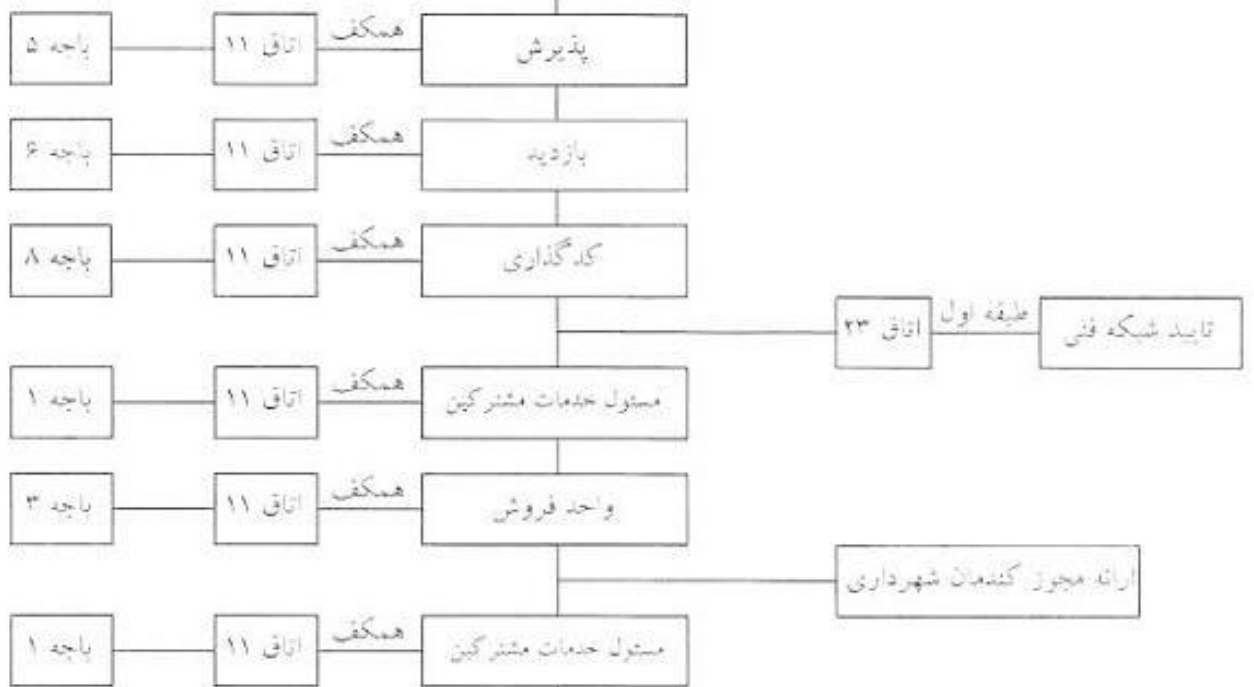 پذیرش همکف اتاق ۱۱ باجه ۵
بازدید همکف اتاق ۱۱ باجه ۶
کدگذاری همکف اتاق ۱۱ باجه ۸
تایید شبکه فنی طبقه اول اتاق ۲۳
مسئول خدمات مشترکین همکف اتاق ۱۱ باجه ۱
واحد فروش همکف اتاق ۱۱ باجه ۳
ارائه مجوز کندمان شهرداری
مسئول خدمات مشترکین همکف اتاق ۱۱ باجه ۱